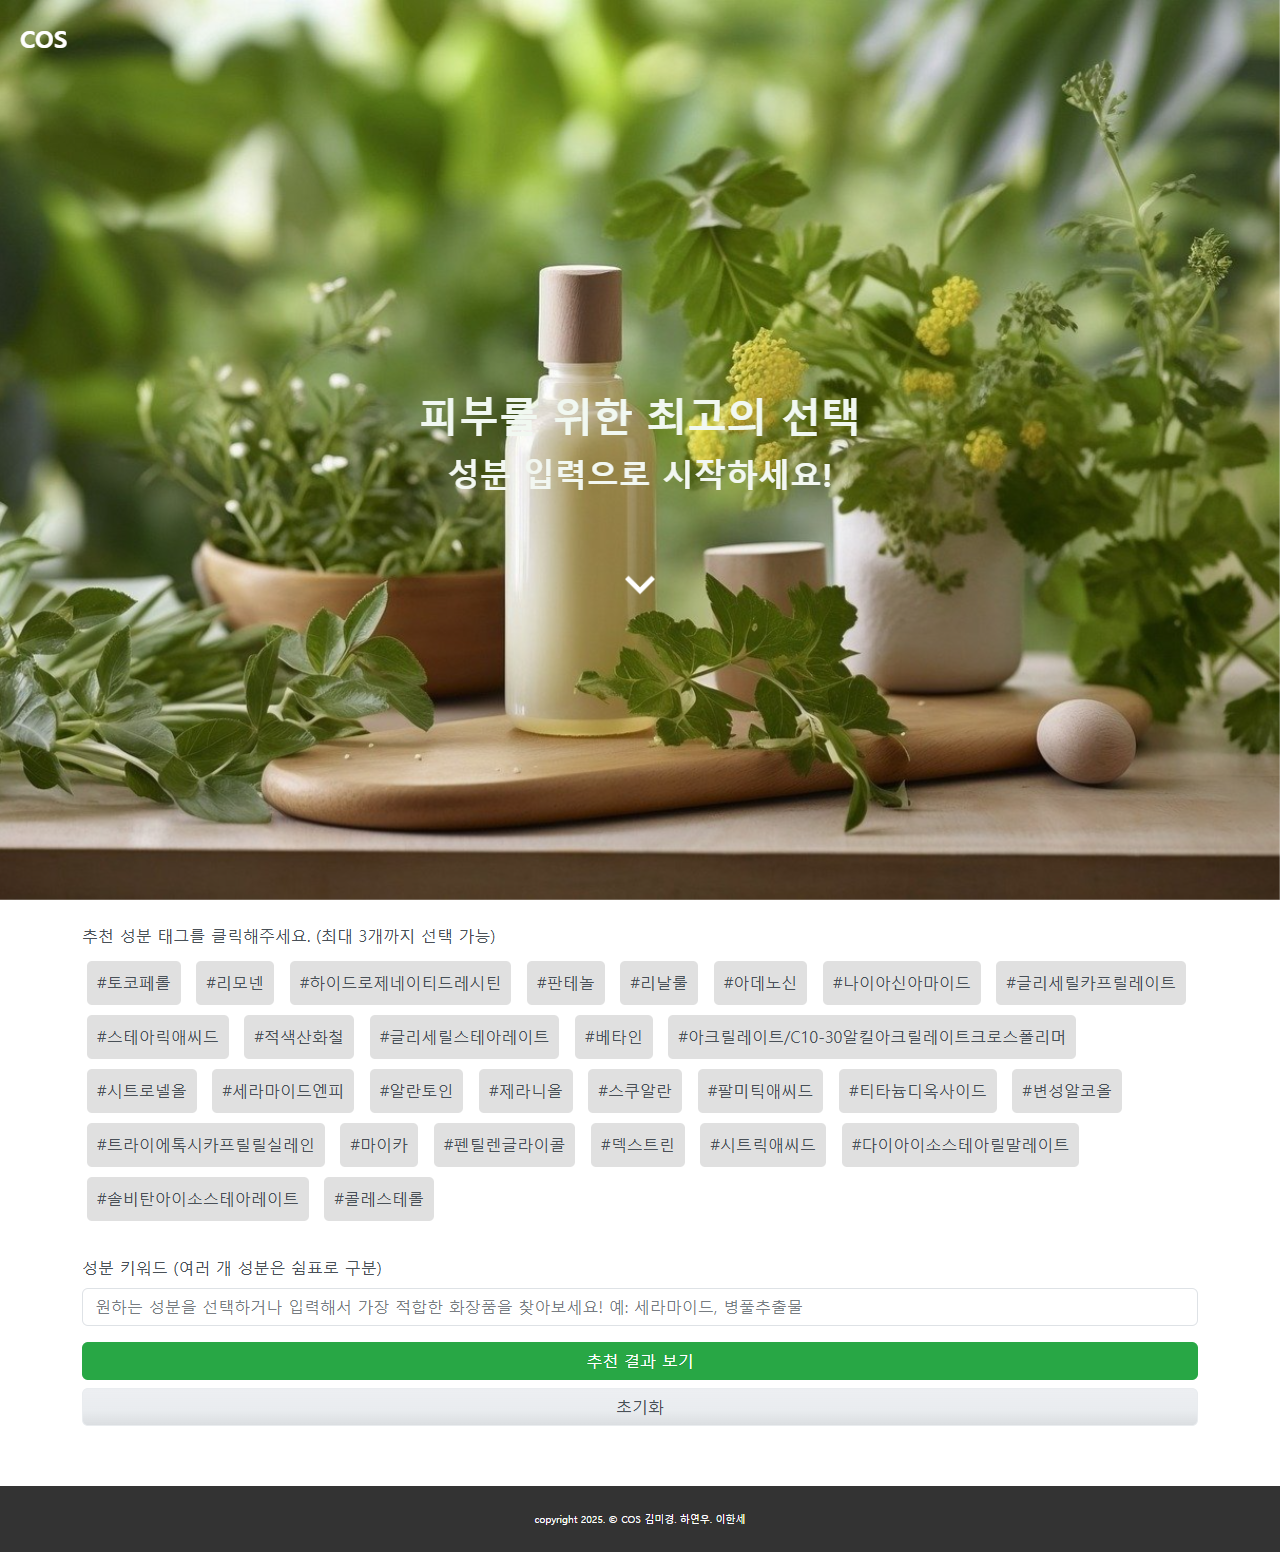 COS
피부를 위한 최고의 선택
성분 입력으로 시작하세요!
추천 성분 태그를 클릭해주세요. (최대 3개까지 선택 가능)
#토코페롤 #리모넨 #하이드로제네이티드레시틴 #판테놀 #리날룰 #아데노신 #나이아신아마이드 #글리세릴카프릴레이트
#스테아릭애씨드 #적색산화철 #글리세릴스테아레이트 #베타인 #아크릴레이트/C10-30알킬아크릴레이트크로스폴리머
#시트로넬올 #세라마이드엔피 #알란토인 #제라니올 #스쿠알란 #팔미틱애씨드 #티타늄디옥사이드 #변성알코올
#트라이에톡시카프릴릴실레인 #마이카 #펜틸렌글라이콜 #덱스트린 #시트릭애씨드 #다이아이소스테아릴말레이트
#솔비탄아이소스테아레이트 #콜레스테롤
성분 키워드 (여러 개 성분은 쉼표로 구분)
원하는 성분을 선택하거나 입력해서 가장 적합한 화장품을 찾아보세요! 예: 세라마이드, 병풀추출물
추천 결과 보기
초기화
copyright 2025. © COS 김미경. 하연우. 이한세